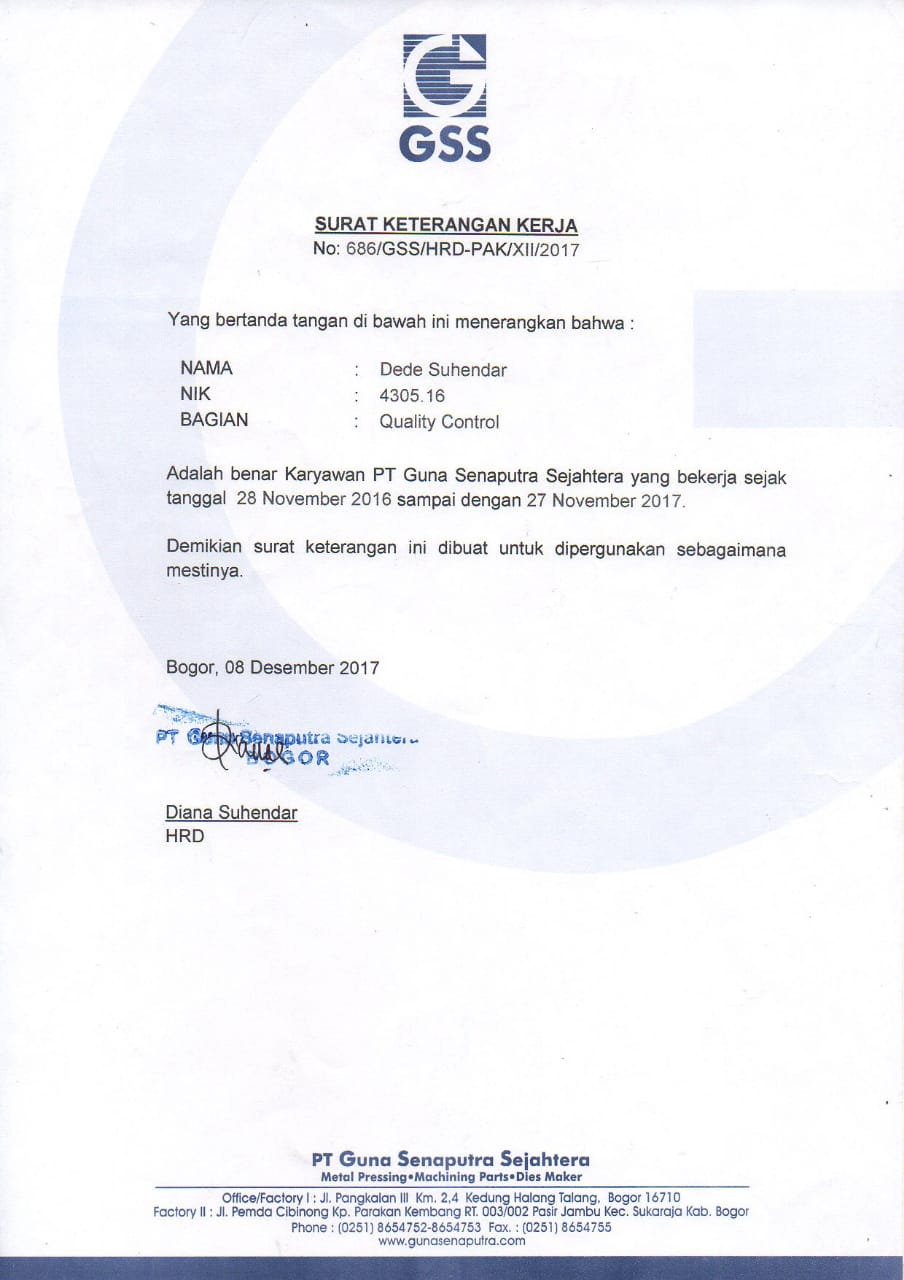 GSS
SURAT KETERANGAN KERJA
No: 686/GSS/HRD-PAK/XII/2017
Yang bertanda tangan di bawah ini menerangkan bahwa :
NAMA : Dede Suhendar
NIK : 4305.16
BAGIAN : Quality Control
Adalah benar Karyawan PT Guna Senaputra Sejahtera yang bekerja sejak
tanggal 28 November 2016 sampai dengan 27 November 2017.
Demikian surat keterangan ini dibuat untuk dipergunakan sebagaimana
mestinya.
Bogor, 08 Desember 2017
PT Guna Senaputra Sejahtera
BOGOR
Diana Suhendar
HRD
PT Guna Senaputra Sejahtera
Metal Pressing•Machining Parts•Dies Maker
Office/Factory I : Jl. Pangkalan III Km. 2,4 Kedung Halang Talang, Bogor 16710
Factory II : Jl. Pemda Cibinong Kp. Parakan Kembang RT. 003/002 Pasir Jambu Kec. Sukaraja Kab. Bogor
Phone : (0251) 8654752-8654753 Fax. : (0251) 8654755
www.gunasenaputra.com